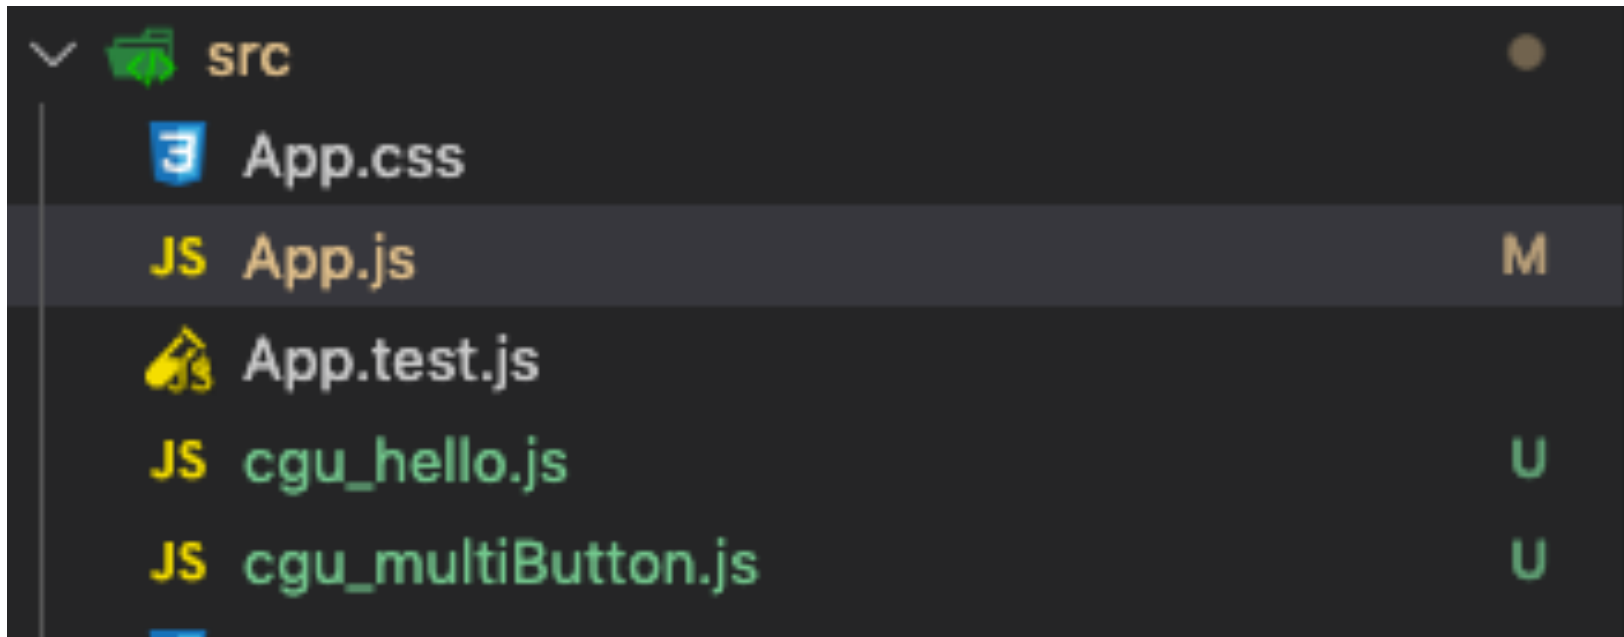 src
App.css
JS App.js M
App.test.js
JS cgu_hello.js U
JS cgu_multiButton.js U